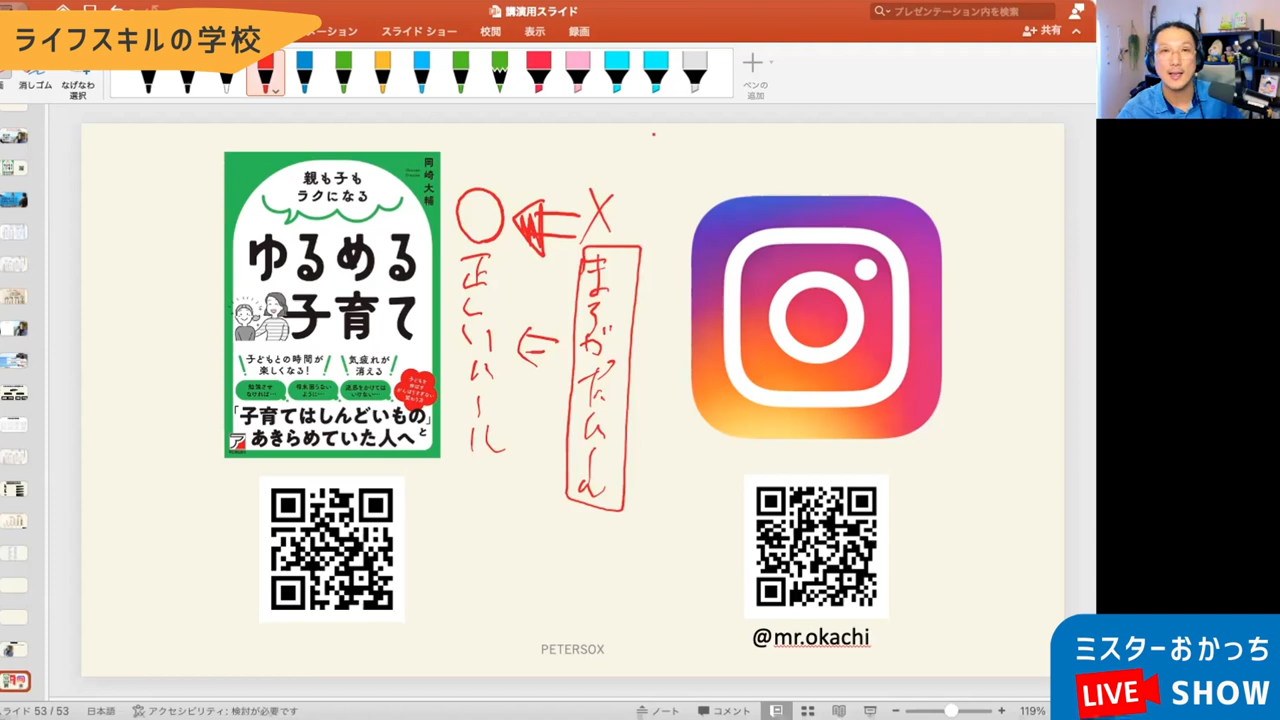 ライフスキルの学校
講演用スライド
プレゼンテーション内を検索
スライド ショー
校閲
表示
録画
共有
消しゴム
なげなわ
選択
ペンの
追加
親も子も
ラクになる
岡崎大輔
ゆるめる
子育て
子どもとの時間が
楽しくなる!
気疲れが
消える
勉強させ
なければ…
「子育てはしんどいもの」と
あきらめていた人へ
○
正しいルール
×
まちがったルール
@mr.okachi
PETERSOX
ミスターおかっち
LIVE SHOW
スライド 53 / 53
日本語
アクセシビリティ: 検討が必要です
ノート
コメント
119%